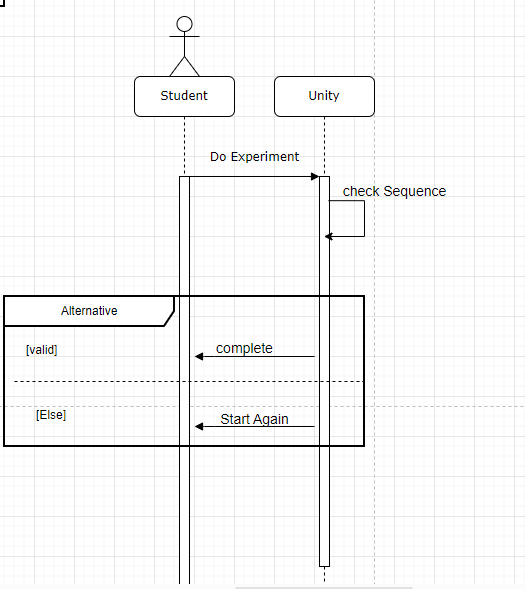 Student
Unity
Do Experiment
check Sequence
Alternative
[valid]
complete
[Else]
Start Again